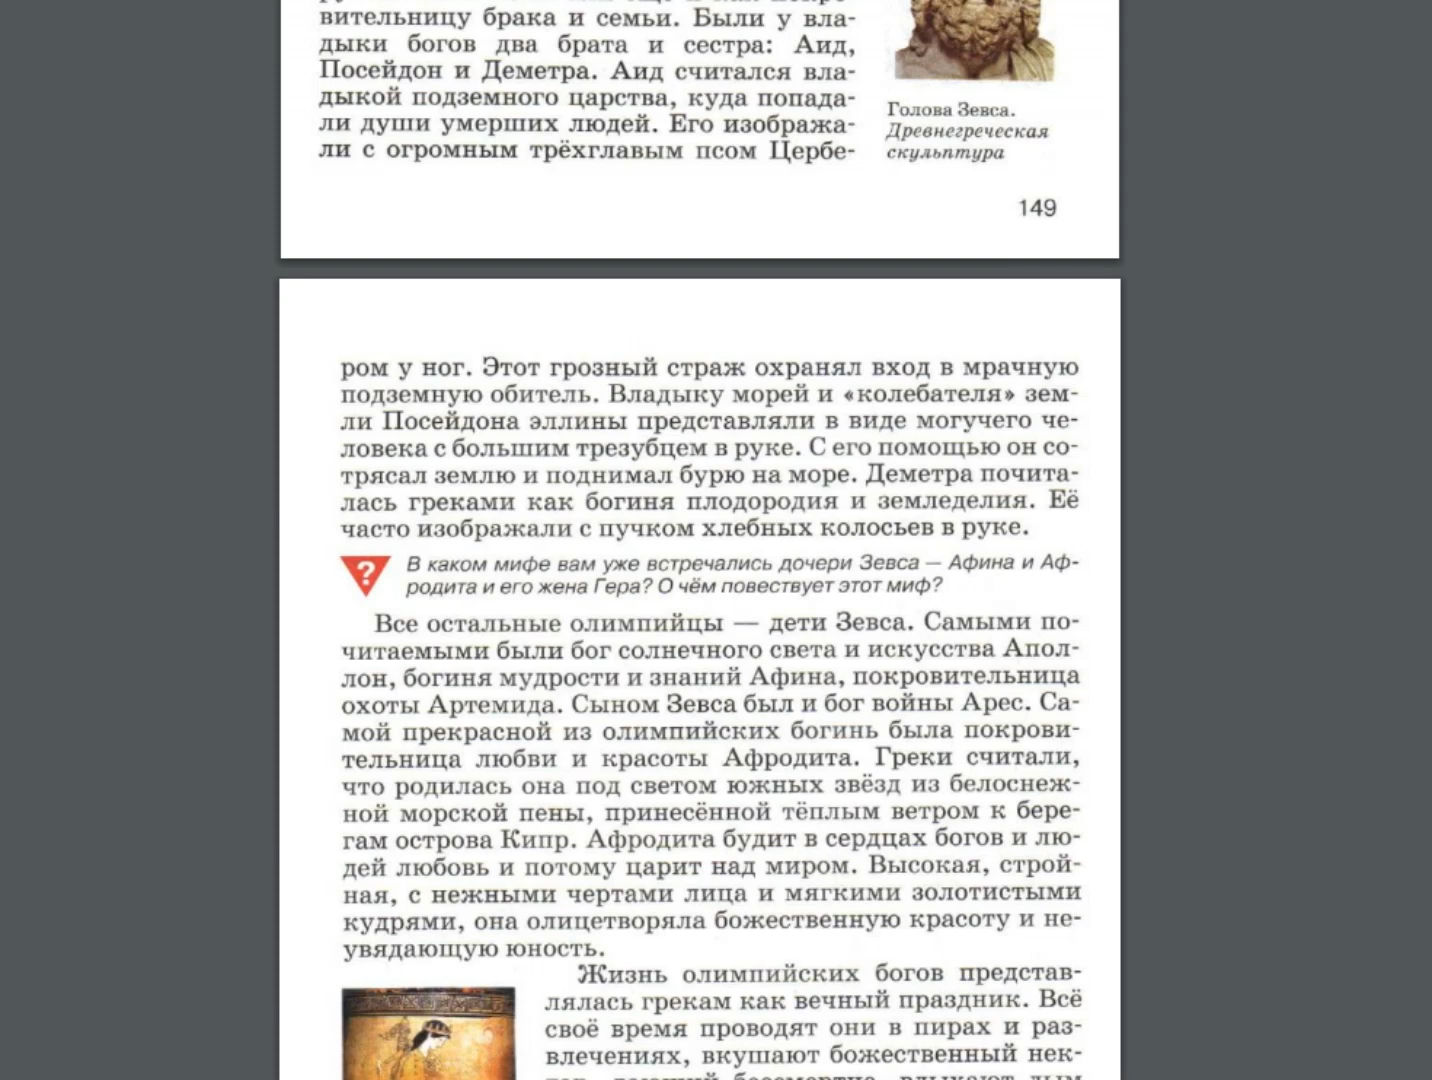 вительницу брака и семьи. Были у вла-
дыки богов два брата и сестра: Аид,
Посейдон и Деметра. Аид считался вла-
дыкой подземного царства, куда попада-
ли души умерших людей. Его изобража-
ли с огромным трёхглавым псом Цербе-
Голова Зевса.
Древнегреческая
скульптура
149
ром у ног. Этот грозный страж охранял вход в мрачную
подземную обитель. Владыку морей и «колебателя» зем-
ли Посейдона эллины представляли в виде могучего че-
ловека с большим трезубцем в руке. С его помощью он со-
трясал землю и поднимал бурю на море. Деметра почита-
лась греками как богиня плодородия и земледелия. Её
часто изображали с пучком хлебных колосьев в руке.
?
В каком мифе вам уже встречались дочери Зевса — Афина и Аф-
родита и его жена Гера? О чём повествует этот миф?
Все остальные олимпийцы — дети Зевса. Самыми по-
читаемыми были бог солнечного света и искусства Апол-
лон, богиня мудрости и знаний Афина, покровительница
охоты Артемида. Сыном Зевса был и бог войны Арес. Са-
мой прекрасной из олимпийских богинь была покрови-
тельница любви и красоты Афродита. Греки считали,
что родилась она под светом южных звёзд из белоснеж-
ной морской пены, принесённой тёплым ветром к бере-
гам острова Кипр. Афродита будит в сердцах богов и лю-
дей любовь и потому царит над миром. Высокая, строй-
ная, с нежными чертами лица и мягкими золотистыми
кудрями, она олицетворяла божественную красоту и не-
увядающую юность.
Жизнь олимпийских богов представ-
лялась грекам как вечный праздник. Всё
своё время проводят они в пирах и раз-
влечениях, вкушают божественный нек-